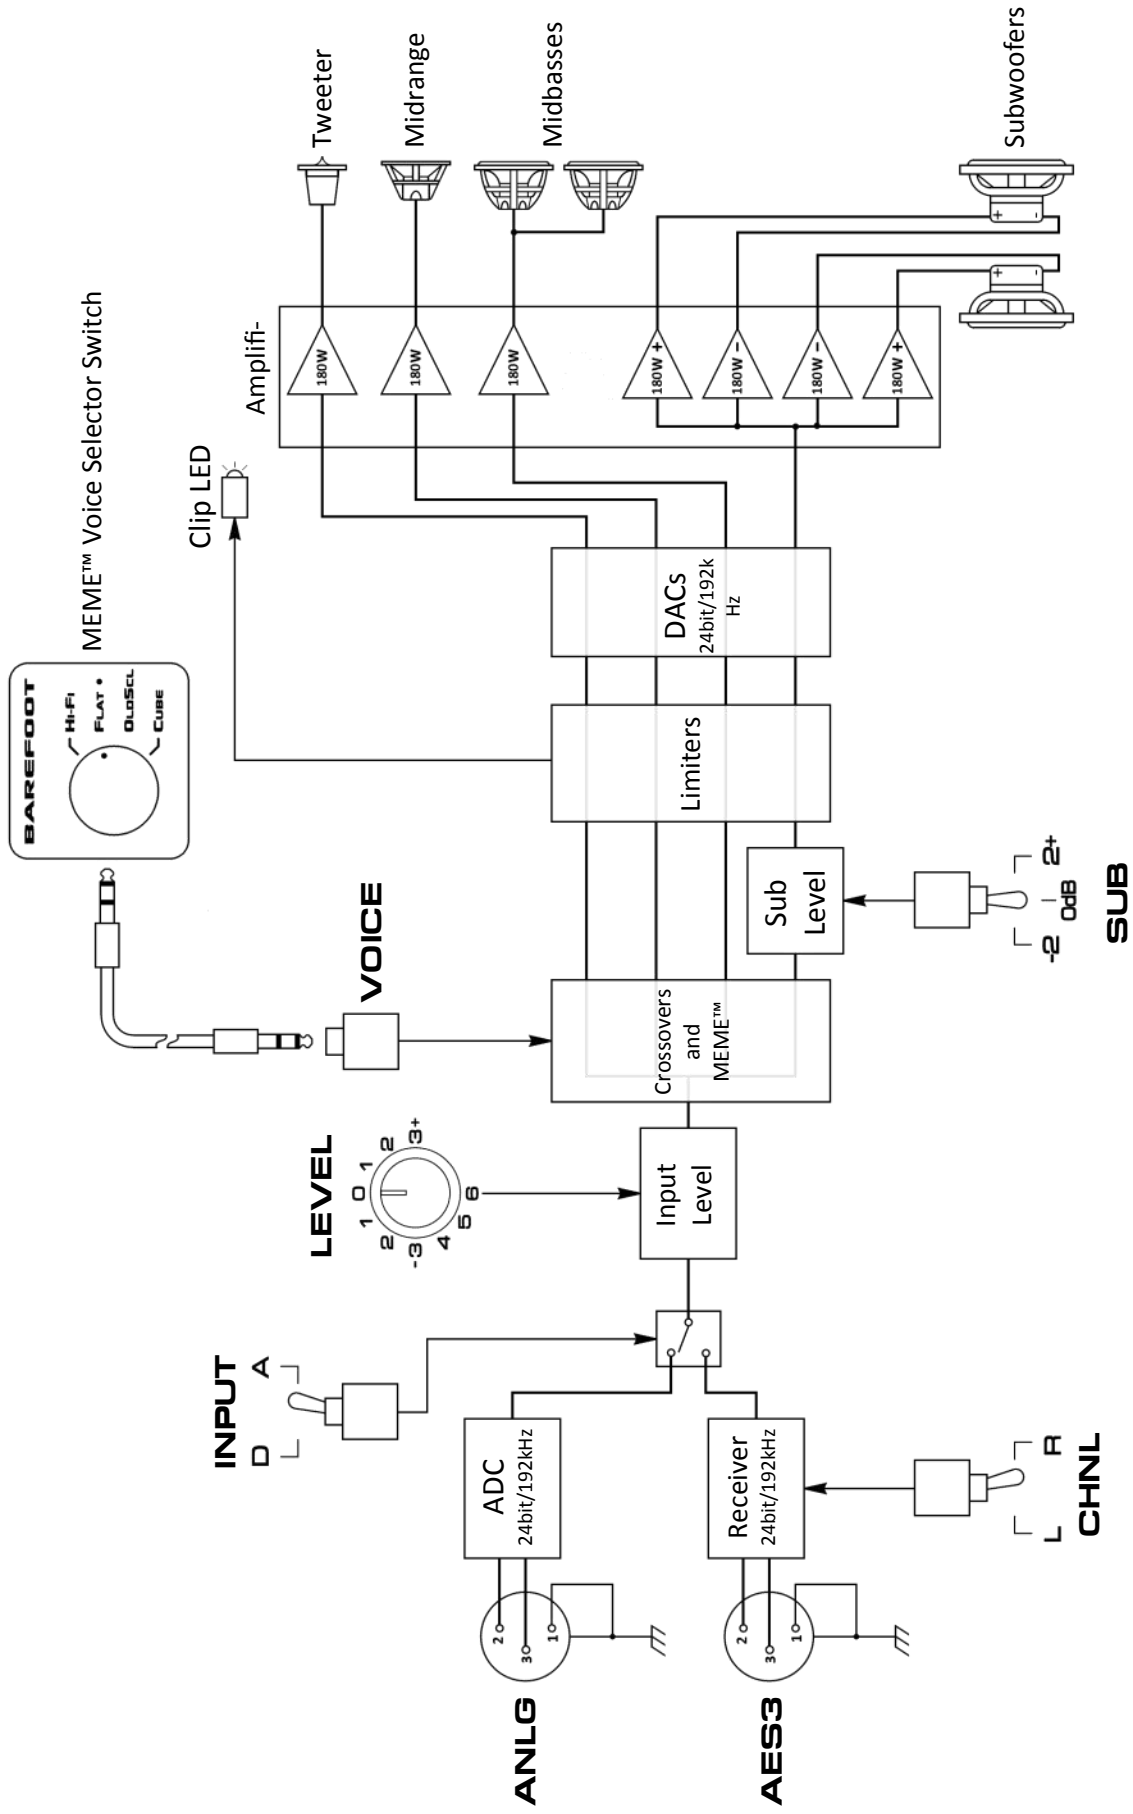 MEME™ Voice Selector Switch
BAREFOOT
HI-FI
FLAT •
OLDSCL
CUBE
INPUT
D A
LEVEL
-3 2 1 0 1 2 3+
4 5 6
VOICE
Clip LED
Amplifi-
Tweeter
Midrange
Midbasses
Subwoofers
ANLG
2
3
1
ADC
24bit/192kHz
AES3
2
3
1
Receiver
24bit/192kHz
L R
CHNL
Input
Level
Crossovers
and
MEME™
Sub
Level
-2 0dB 2+
SUB
Limiters
DACs
24bit/192k
Hz
180W
180W
180W
180W +
180W −
180W −
180W +
+
-
+
-